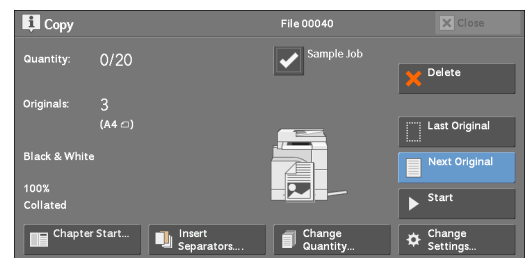 Copy
File 00040
Close
Quantity: 0/20
Sample Job
Delete
Originals: 3
(A4)
Last Original
Black & White
Next Original
100%
Collated
Start
Chapter Start...
Insert
Separators....
Change
Quantity...
Change
Settings...